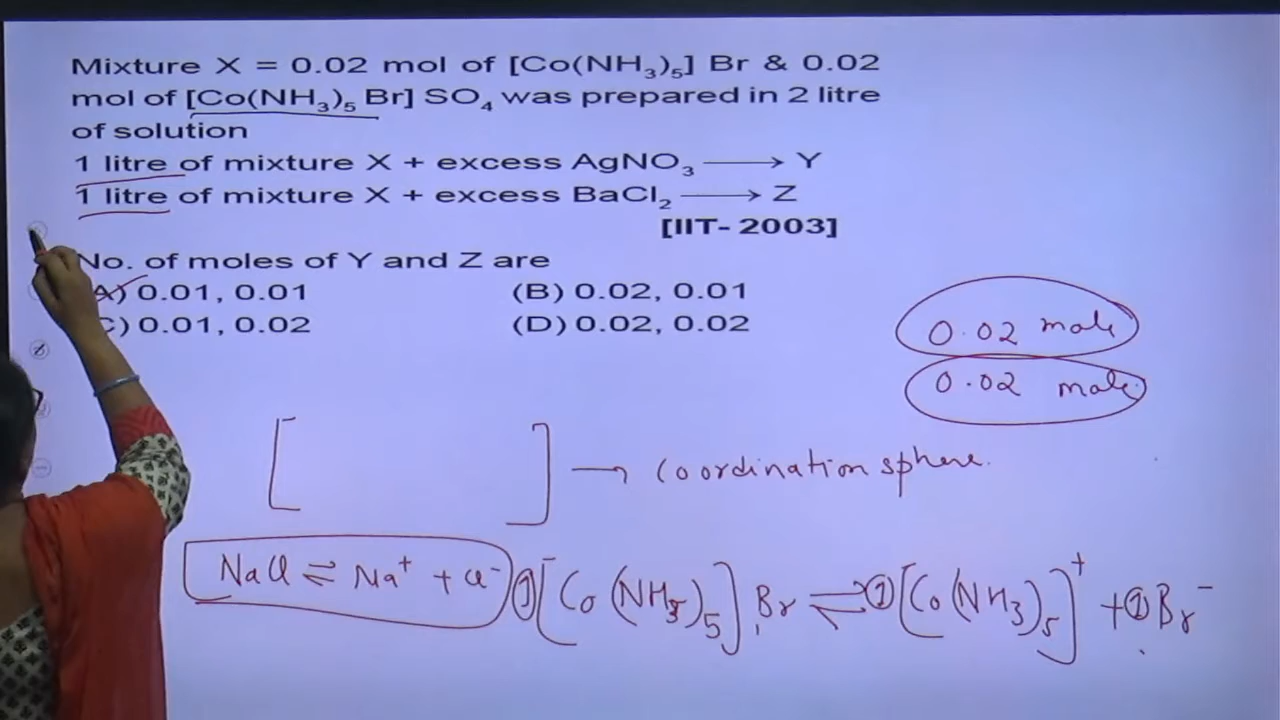 Mixture X = 0.02 mol of [Co(NH₃)₅] Br & 0.02
mol of [Co(NH₃)₅ Br] SO₄ was prepared in 2 litre
of solution
1 litre of mixture X + excess AgNO₃ ⟶ Y
1 litre of mixture X + excess BaCl₂ ⟶ Z
[IIT- 2003]
No. of moles of Y and Z are
A) 0.01, 0.01 (B) 0.02, 0.01
C) 0.01, 0.02 (D) 0.02, 0.02
0.02 mole
0.02 mole
[ ] → Coordination sphere.
NaCl ⇌ Na⁺ + Cl⁻
①[Co(NH₃)₅]Br ⇌ ①[Co(NH₃)₅]⁺ + ①Br⁻